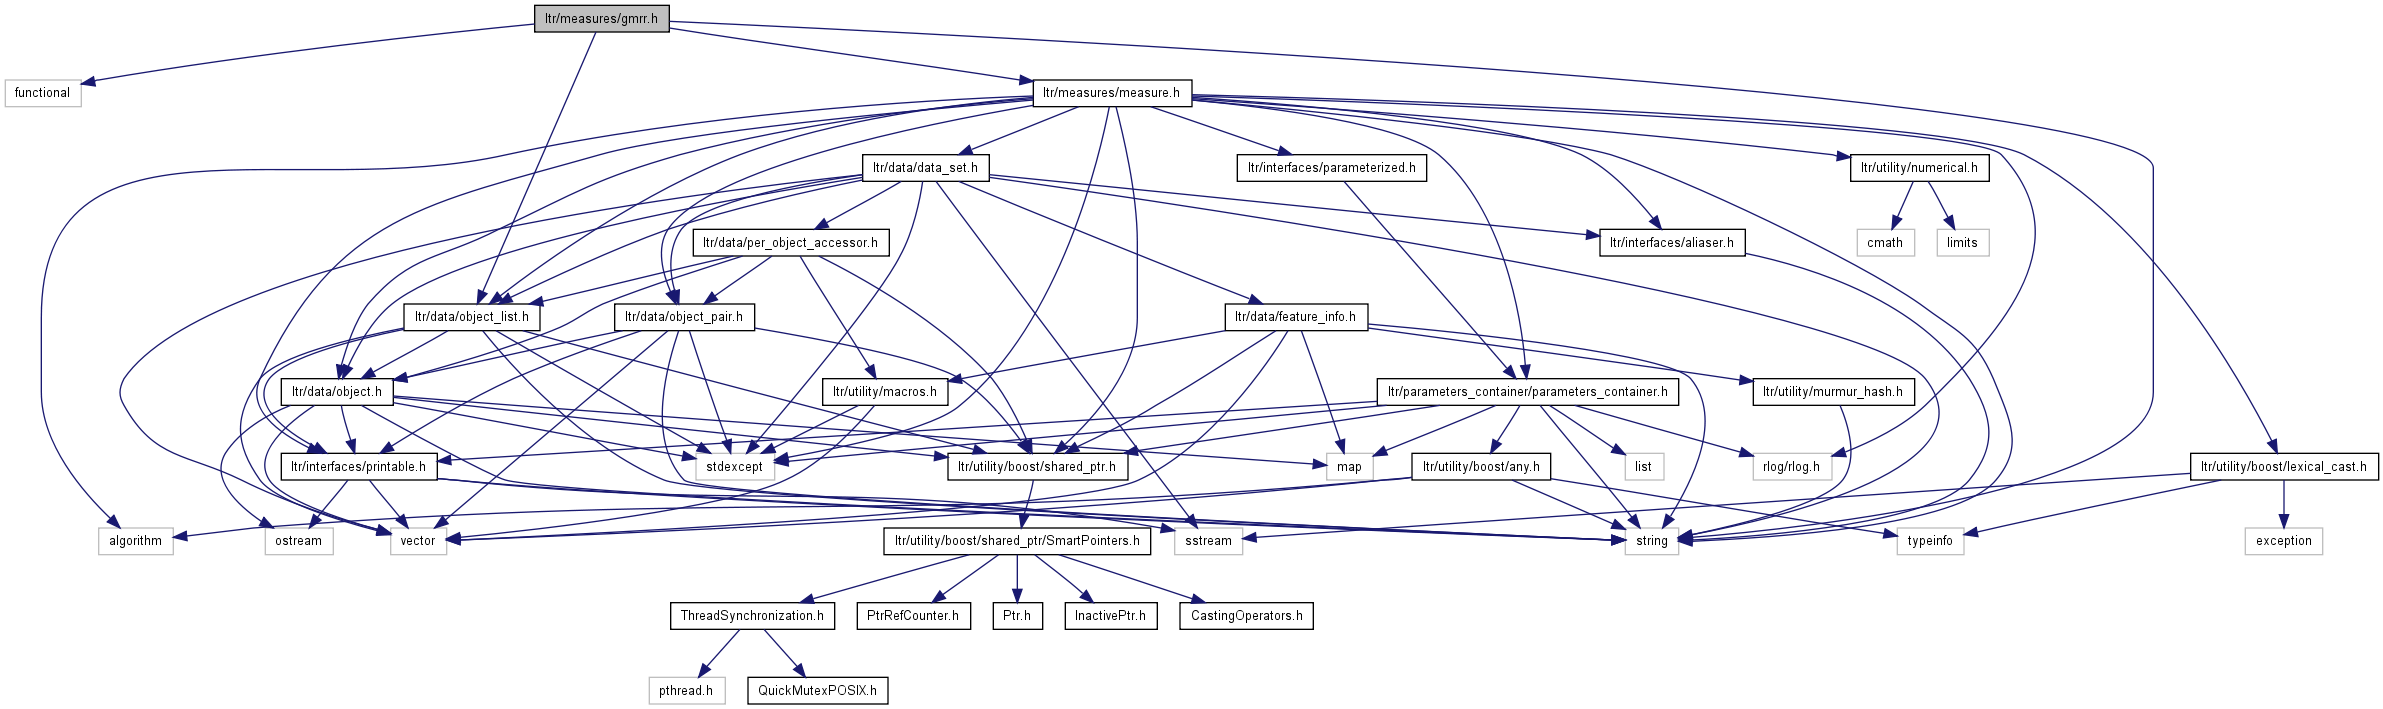 ltr/measures/gmrr.h
functional
ltr/measures/measure.h
ltr/data/data_set.h
ltr/interfaces/parameterized.h
ltr/utility/numerical.h
ltr/data/per_object_accessor.h
ltr/interfaces/aliaser.h
cmath
limits
ltr/data/object_list.h
ltr/data/object_pair.h
ltr/data/feature_info.h
ltr/data/object.h
ltr/utility/macros.h
ltr/parameters_container/parameters_container.h
ltr/utility/murmur_hash.h
ltr/interfaces/printable.h
stdexcept
ltr/utility/boost/shared_ptr.h
map
ltr/utility/boost/any.h
list
rlog/rlog.h
ltr/utility/boost/lexical_cast.h
algorithm
ostream
vector
ltr/utility/boost/shared_ptr/SmartPointers.h
sstream
string
typeinfo
exception
ThreadSynchronization.h
PtrRefCounter.h
Ptr.h
InactivePtr.h
CastingOperators.h
pthread.h
QuickMutexPOSIX.h